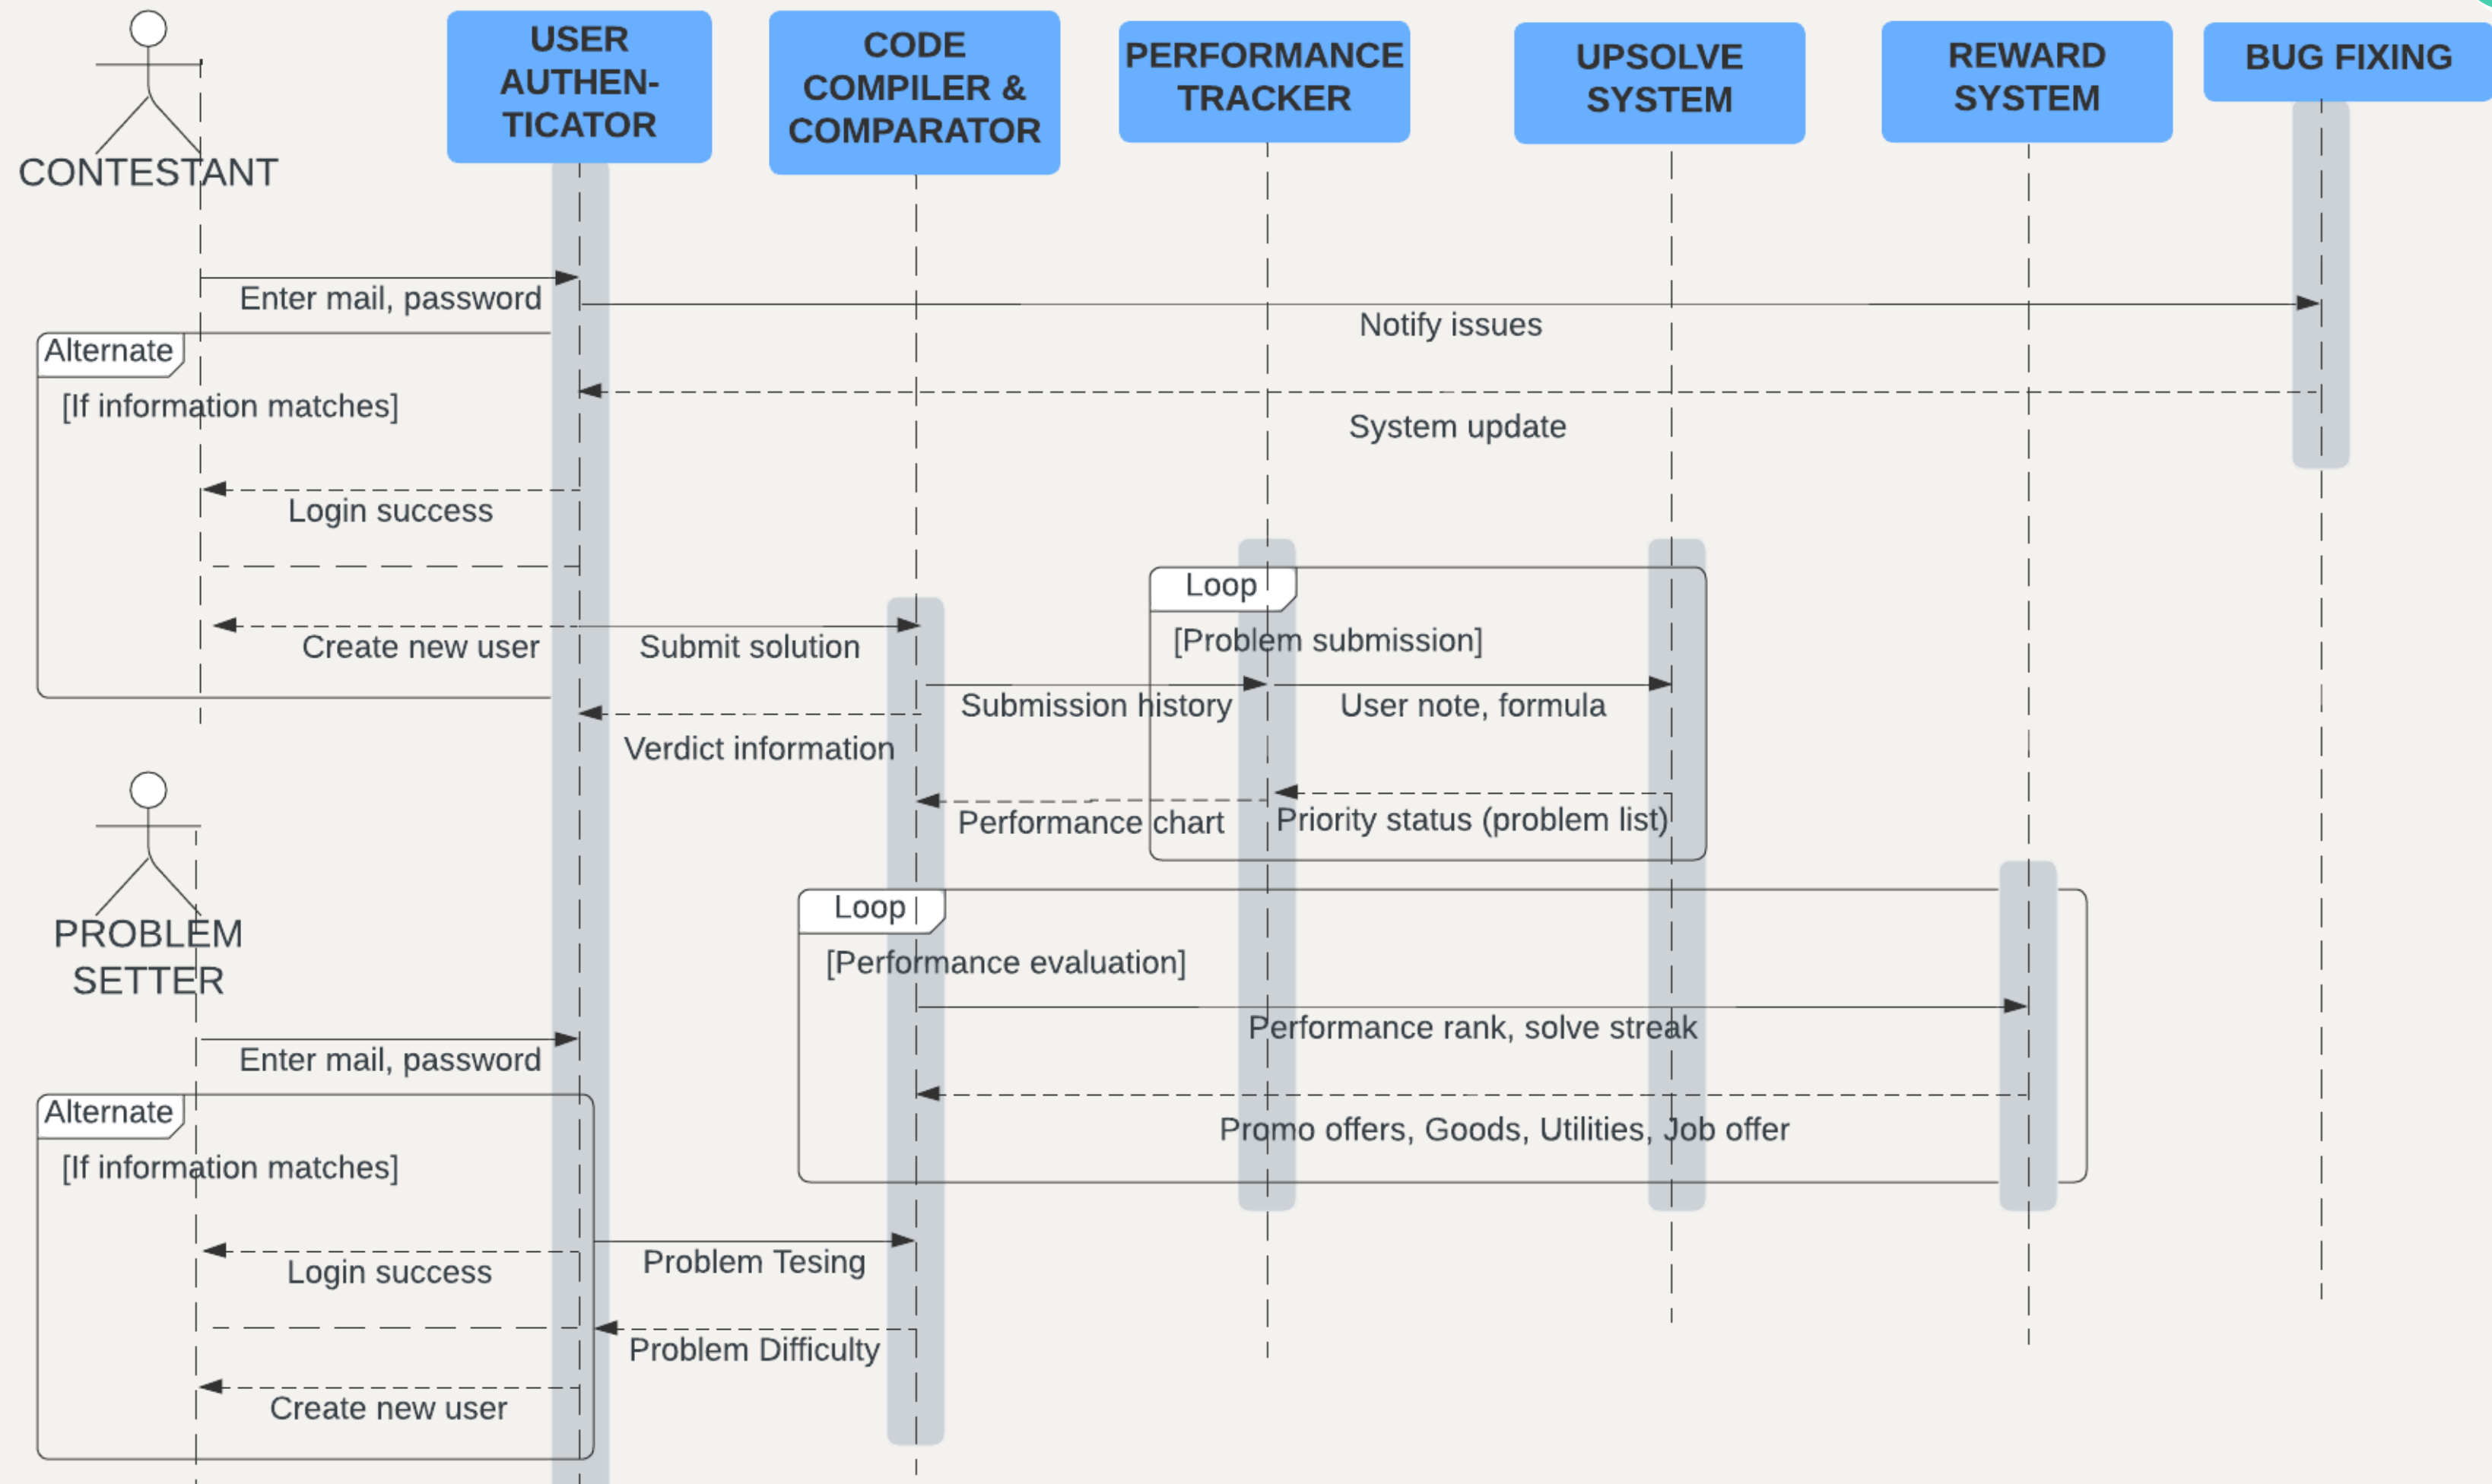 USER
AUTHEN-
TICATOR
CODE
COMPILER &
COMPARATOR
PERFORMANCE
TRACKER
UPSOLVE
SYSTEM
REWARD
SYSTEM
BUG FIXING
CONTESTANT
Enter mail, password
Notify issues
Alternate
[If information matches]
System update
Login success
Loop
[Problem submission]
Create new user
Submit solution
Submission history
User note, formula
Verdict information
Performance chart
Priority status (problem list)
PROBLEM
SETTER
Loop
[Performance evaluation]
Performance rank, solve streak
Enter mail, password
Alternate
[If information matches]
Promo offers, Goods, Utilities, Job offer
Login success
Problem Tesing
Problem Difficulty
Create new user